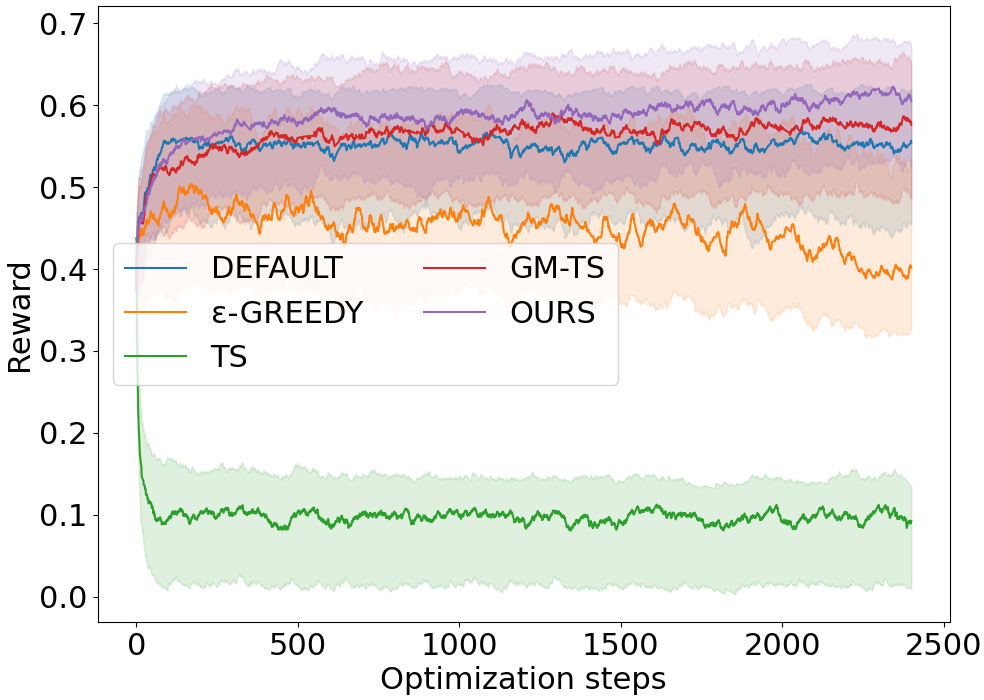 0.7
0.6
0.5
0.4
0.3
0.2
0.1
0.0
Reward
DEFAULT
ε-GREEDY
TS
GM-TS
OURS
0 500 1000 1500 2000 2500
Optimization steps